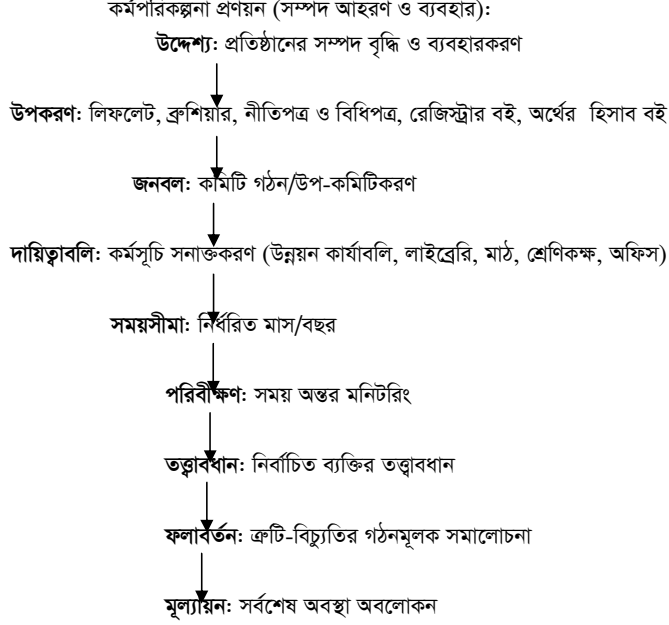 কর্মপরিকল্পনা প্রণয়ন (সম্পদ আহরণ ও ব্যবহার):
উদ্দেশ্য: প্রতিষ্ঠানের সম্পদ বৃদ্ধি ও ব্যবহারকরণ
উপকরণ: লিফলেট, ব্রুশিয়ার, নীতিপত্র ও বিধিপত্র, রেজিস্ট্রার বই, অর্থের হিসাব বই
জনবল: কমিটি গঠন/উপ-কমিটিকরণ
দায়িত্বাবলি: কর্মসূচি সনাক্তকরণ (উন্নয়ন কার্যাবলি, লাইব্রেরি, মাঠ, শ্রেণিকক্ষ, অফিস)
সময়সীমা: নির্ধরিত মাস/বছর
পরিবীক্ষণ: সময় অন্তর মনিটরিং
তত্ত্বাবধান: নির্বাচিত ব্যক্তির তত্ত্বাবধান
ফলাবর্তন: ত্রুটি-বিচ্যুতির গঠনমূলক সমালোচনা
মূল্যায়ন: সর্বশেষ অবস্থা অবলোকন